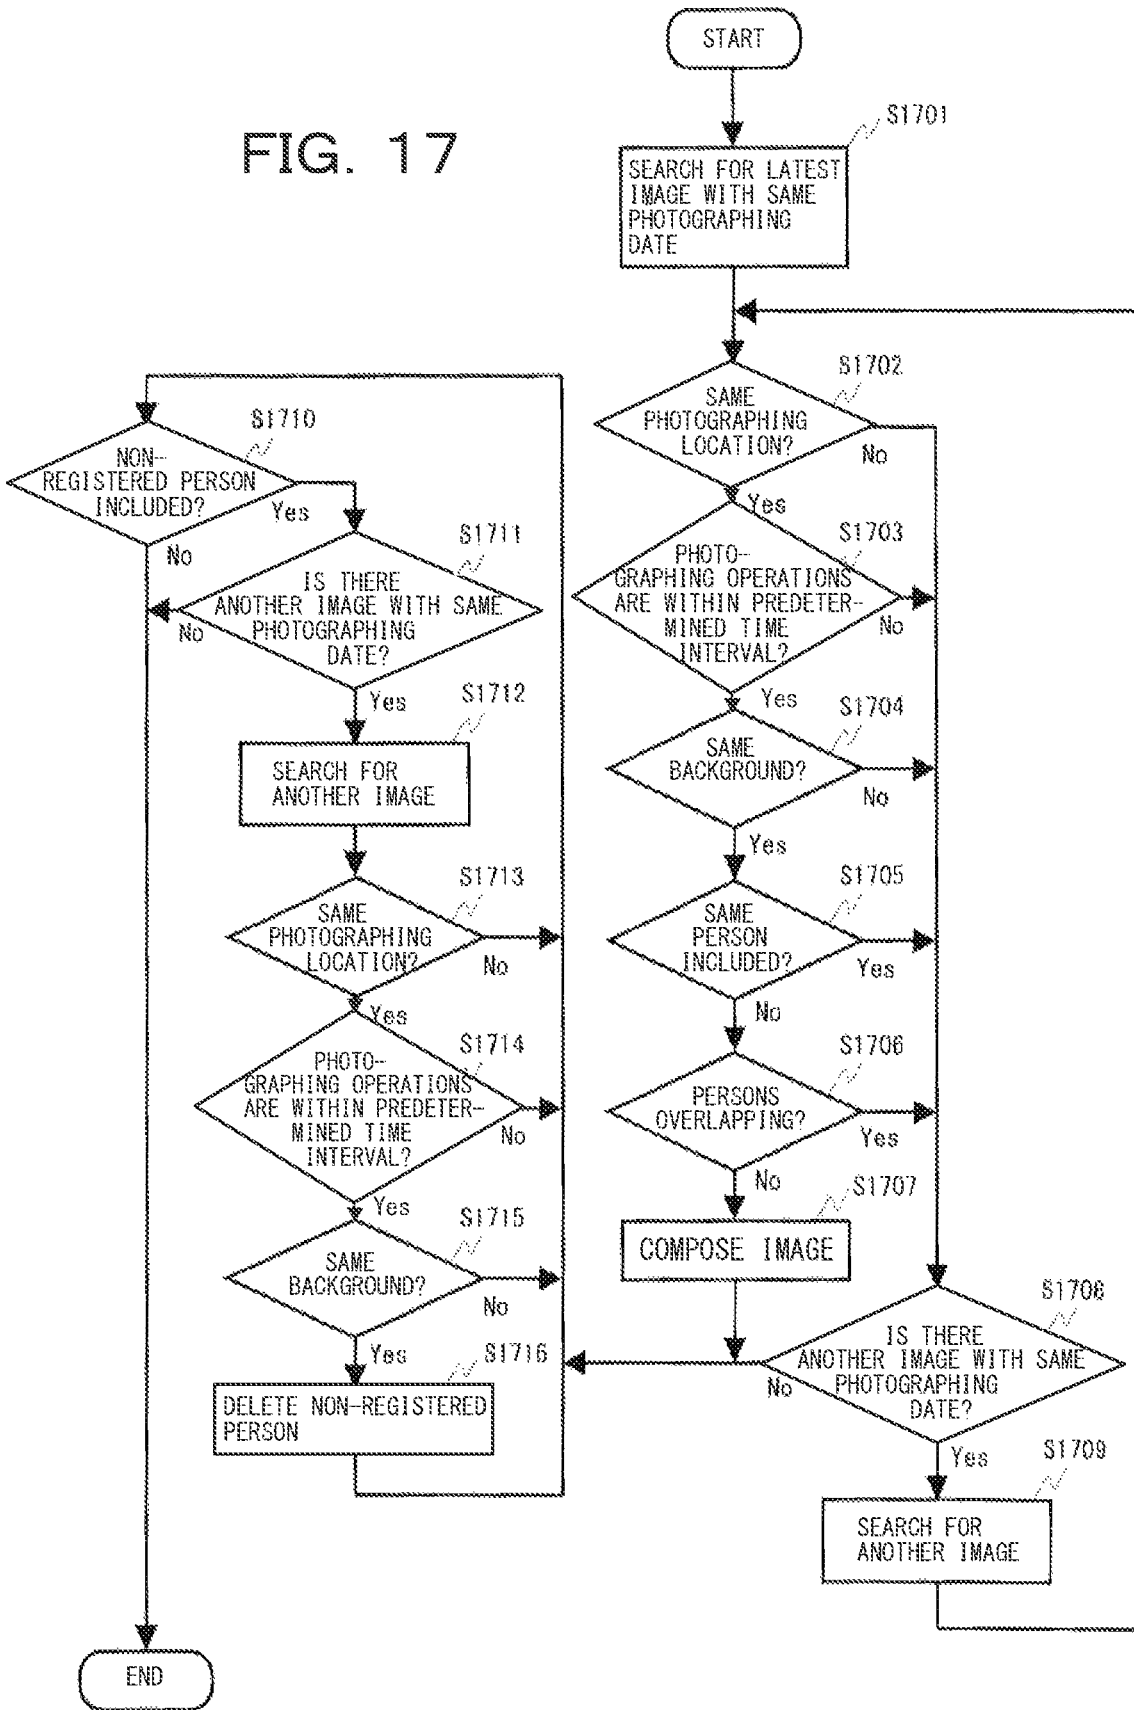 FIG. 17
START
S1701
SEARCH FOR LATEST
IMAGE WITH SAME
PHOTOGRAPHING
DATE
S1702
SAME
PHOTOGRAPHING
LOCATION?
No
Yes
S1703
PHOTO-
GRAPHING OPERATIONS
ARE WITHIN PREDETER-
MINED TIME
INTERVAL?
No
Yes
S1704
SAME
BACKGROUND?
No
Yes
S1705
SAME
PERSON
INCLUDED?
Yes
No
S1706
PERSONS
OVERLAPPING?
Yes
No
S1707
COMPOSE IMAGE
S1708
IS THERE
ANOTHER IMAGE WITH SAME
PHOTOGRAPHING
DATE?
No
Yes
S1709
SEARCH FOR
ANOTHER IMAGE
S1710
NON-
REGISTERED PERSON
INCLUDED?
Yes
No
S1711
IS THERE
ANOTHER IMAGE WITH SAME
PHOTOGRAPHING
DATE?
No
Yes
S1712
SEARCH FOR
ANOTHER IMAGE
S1713
SAME
PHOTOGRAPHING
LOCATION?
No
Yes
S1714
PHOTO-
GRAPHING OPERATIONS
ARE WITHIN PREDETER-
MINED TIME
INTERVAL?
No
Yes
S1715
SAME
BACKGROUND?
No
Yes
S1716
DELETE NON-REGISTERED
PERSON
END